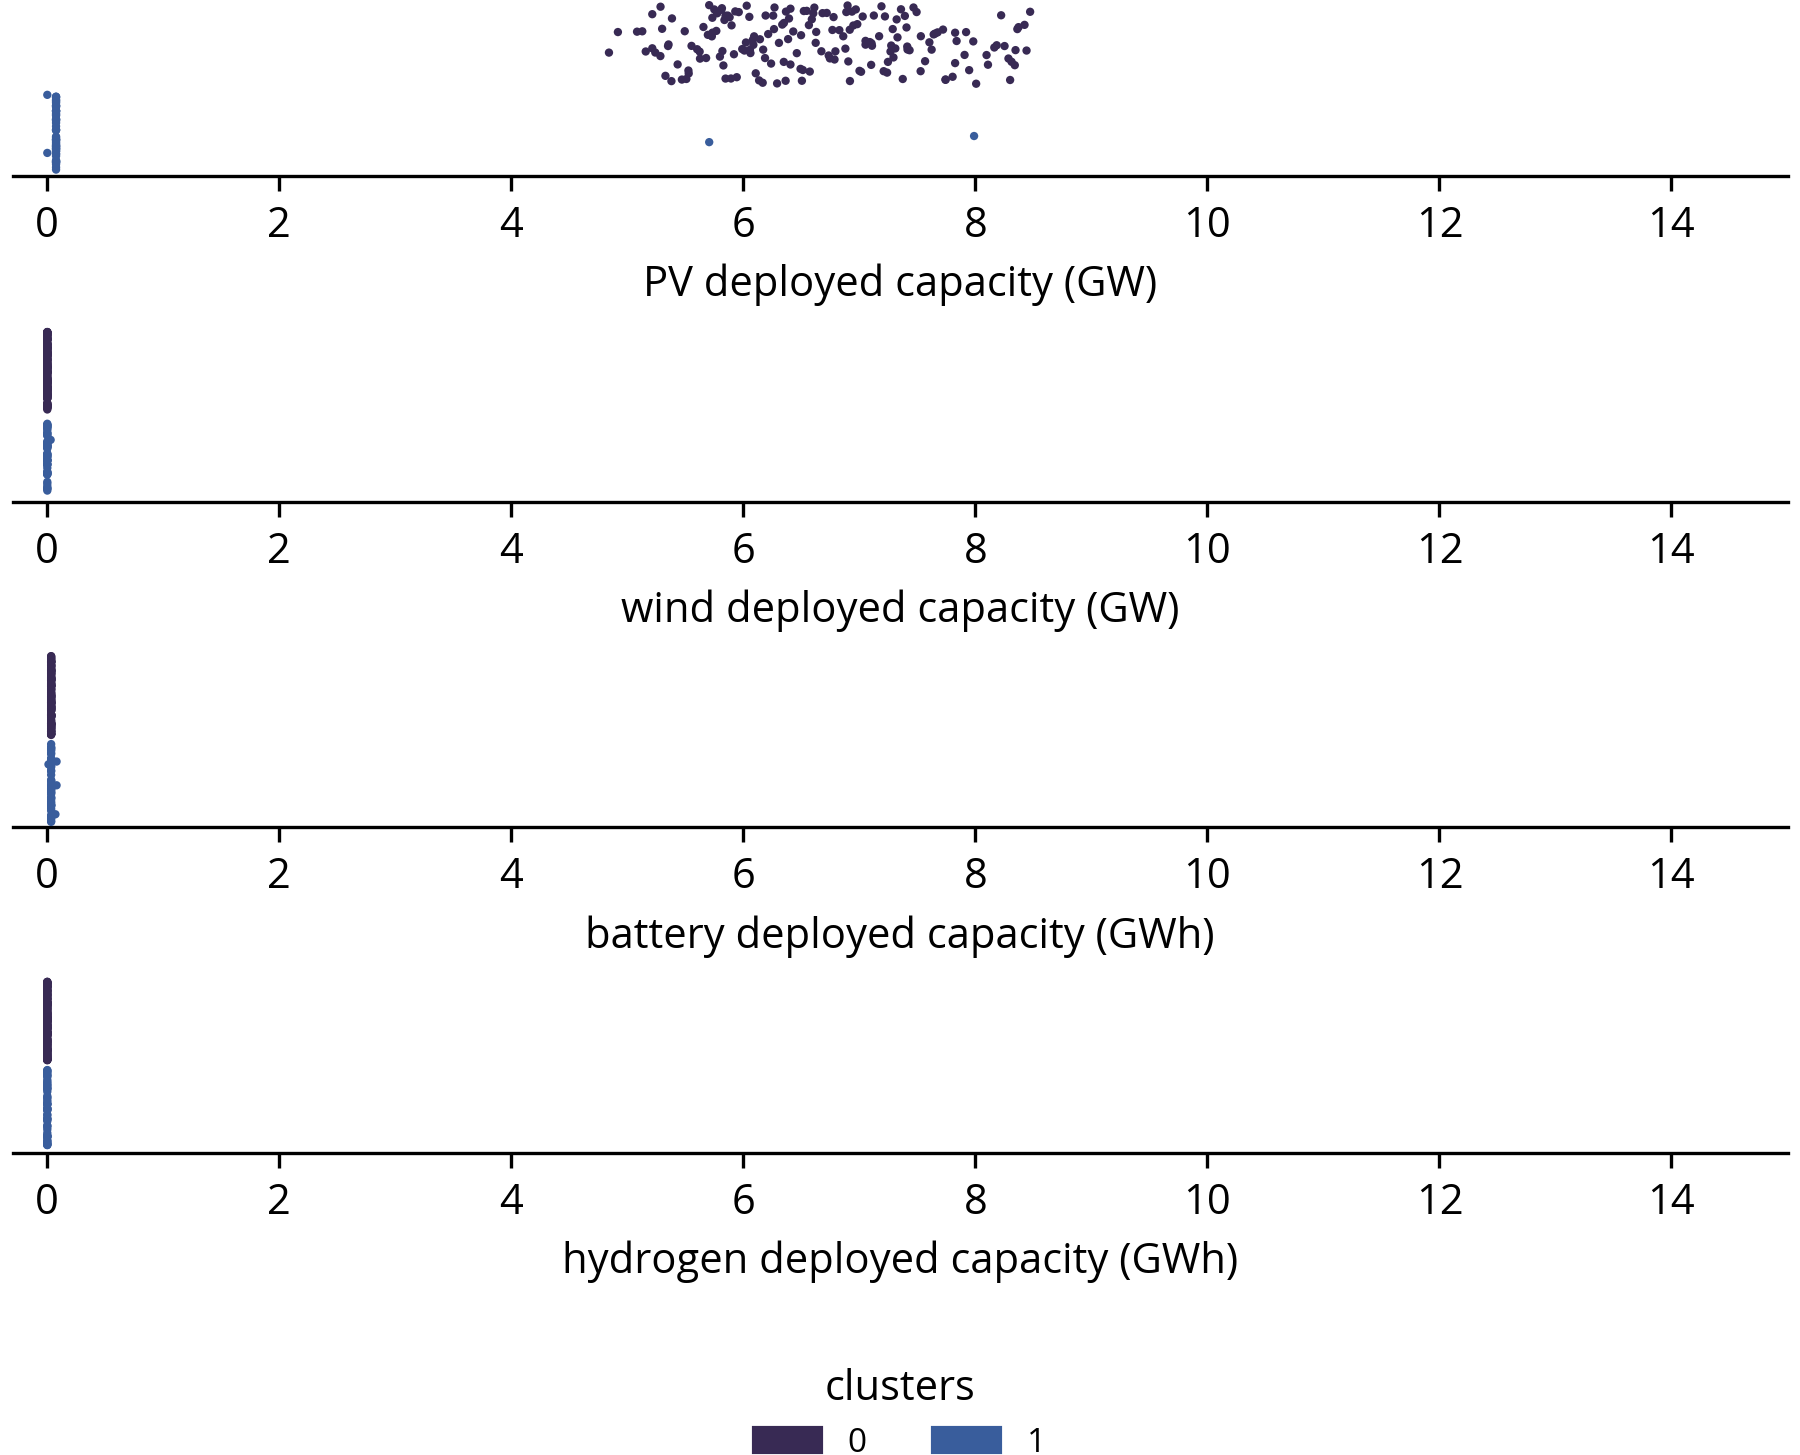 0 2 4 6 8 10 12 14
PV deployed capacity (GW)
0 2 4 6 8 10 12 14
wind deployed capacity (GW)
0 2 4 6 8 10 12 14
battery deployed capacity (GWh)
0 2 4 6 8 10 12 14
hydrogen deployed capacity (GWh)
clusters
0 1